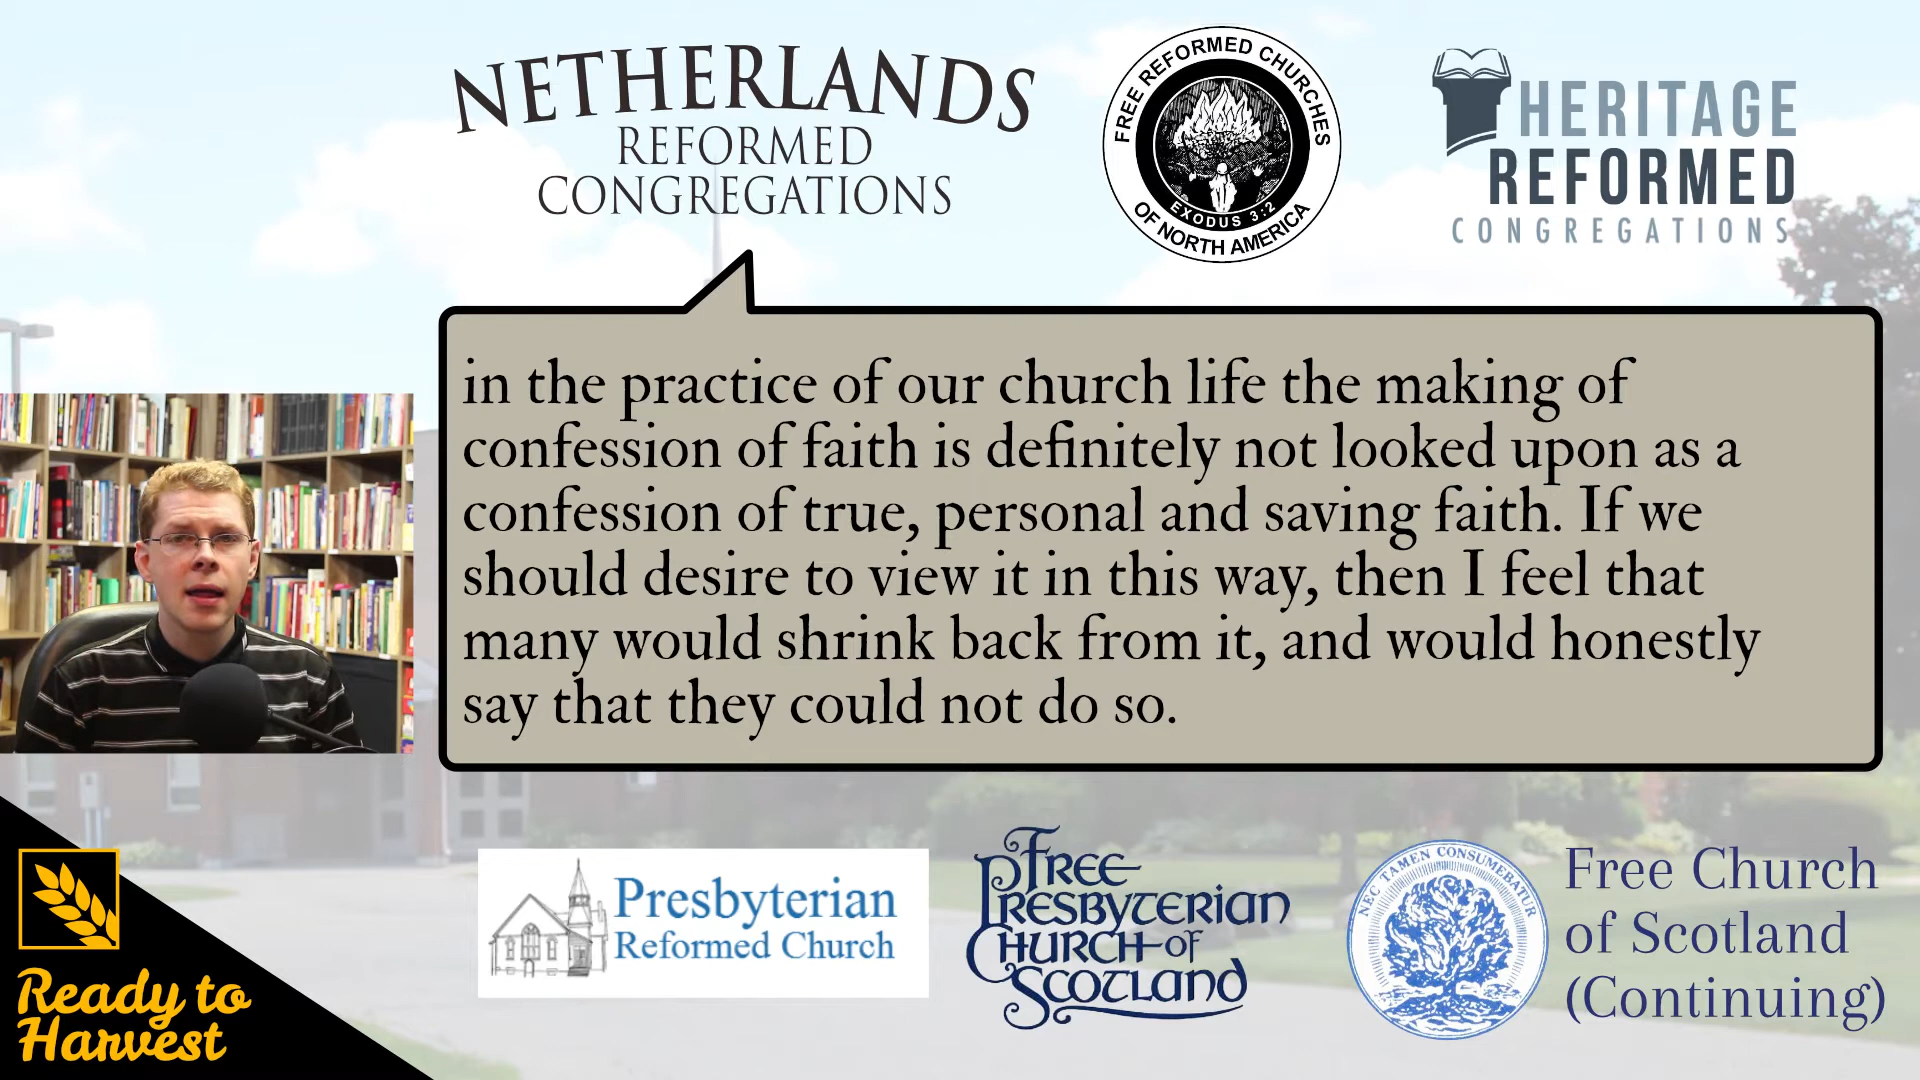 NETHERLANDS
REFORMED
CONGREGATIONS
FREE REFORMED CHURCHES
OF NORTH AMERICA
EXODUS 3:2
HERITAGE
REFORMED
CONGREGATIONS
in the practice of our church life the making of
confession of faith is definitely not looked upon as a
confession of true, personal and saving faith. If we
should desire to view it in this way, then I feel that
many would shrink back from it, and would honestly
say that they could not do so.
Presbyterian
Reformed Church
FREE
PRESBYTERIAN
CHURCH OF
SCOTLAND
NEC TAMEN CONSUMEBATUR
Free Church
of Scotland
(Continuing)
Ready to
Harvest